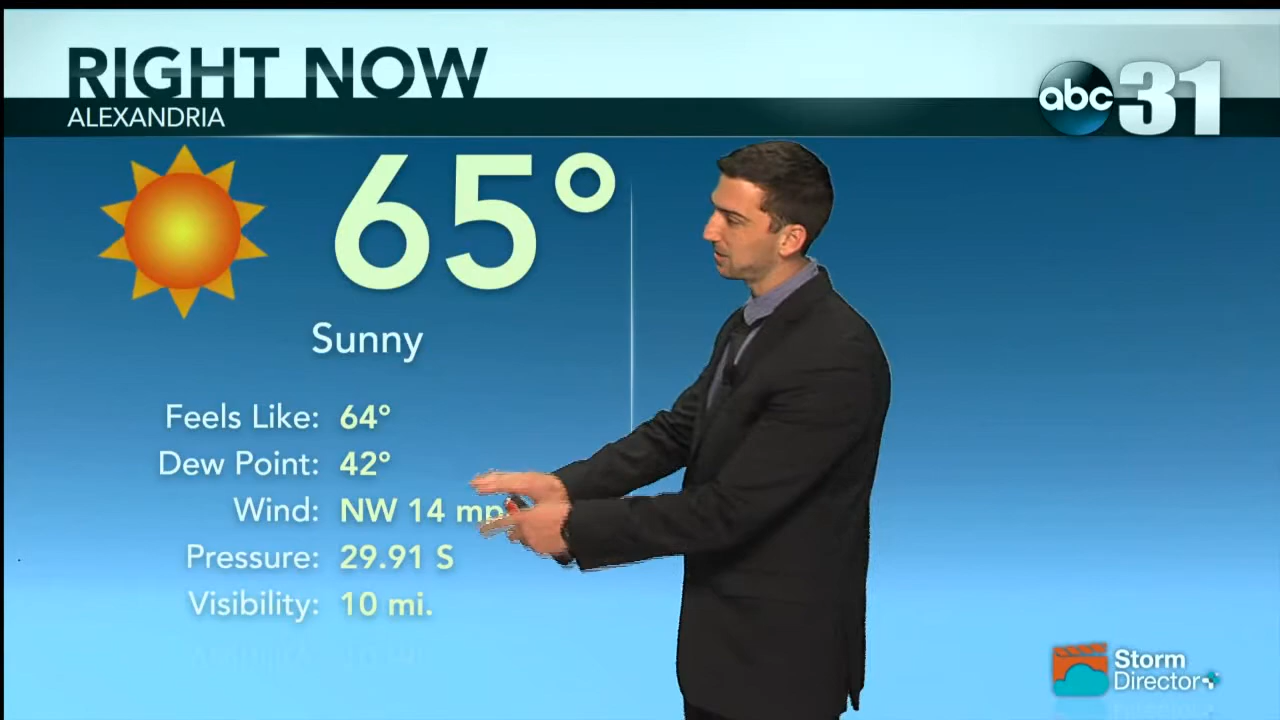 RIGHT NOW
ALEXANDRIA
abc 31
65°
Sunny
Feels Like: 64°
Dew Point: 42°
Wind: NW 14 mp
Pressure: 29.91 S
Visibility: 10 mi.
Storm
Director+